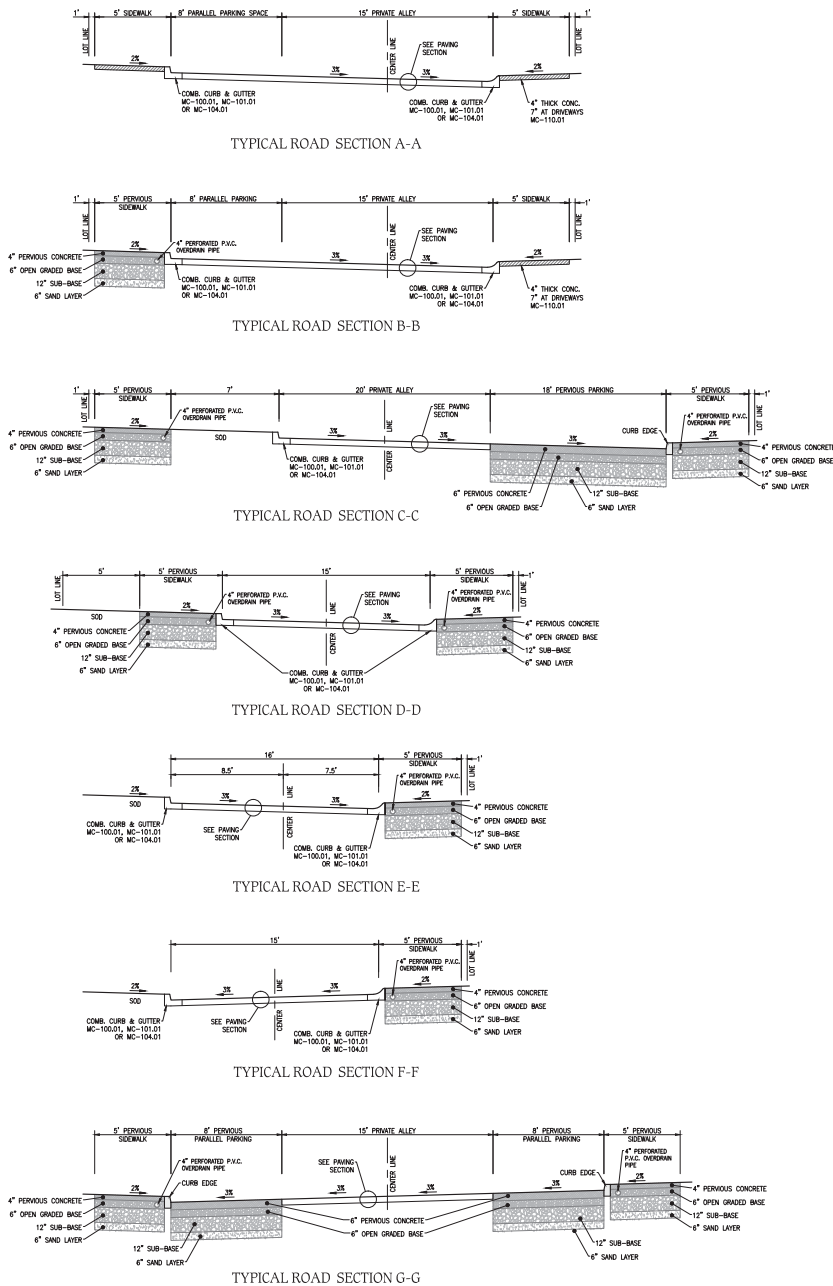 1' 5' SIDEWALK 8' PARALLEL PARKING SPACE 15' PRIVATE ALLEY 5' SIDEWALK 1'
LOT LINE
2%
3%
CENTER LINE
SEE PAVING
SECTION
3%
2%
LOT LINE
COMB. CURB & GUTTER
MC-100.01, MC-101.01
OR MC-104.01
COMB. CURB & GUTTER
MC-100.01, MC-101.01
OR MC-104.01
4" THICK CONC.
7" AT DRIVEWAYS
MC-110.01
TYPICAL ROAD SECTION A-A
1' 5' PERVIOUS
SIDEWALK
8' PARALLEL PARKING 15' PRIVATE ALLEY 5' SIDEWALK 1'
LOT LINE
2%
4" PERFORATED P.V.C.
OVERDRAIN PIPE
3%
CENTER LINE
SEE PAVING
SECTION
3%
2%
LOT LINE
4" PERVIOUS CONCRETE
6" OPEN GRADED BASE
12" SUB-BASE
6" SAND LAYER
COMB. CURB & GUTTER
MC-100.01, MC-101.01
OR MC-104.01
COMB. CURB & GUTTER
MC-100.01, MC-101.01
OR MC-104.01
4" THICK CONC.
7" AT DRIVEWAYS
MC-110.01
TYPICAL ROAD SECTION B-B
1' 5' PERVIOUS
SIDEWALK
7' 20' PRIVATE ALLEY 18' PERVIOUS PARKING 5' PERVIOUS
SIDEWALK
1'
LOT LINE
2%
4" PERFORATED P.V.C.
OVERDRAIN PIPE
SOD
3%
CENTER LINE
SEE PAVING
SECTION
3%
3%
CURB EDGE
4" PERFORATED P.V.C.
OVERDRAIN PIPE
2%
LOT LINE
4" PERVIOUS CONCRETE
6" OPEN GRADED BASE
12" SUB-BASE
6" SAND LAYER
COMB. CURB & GUTTER
MC-100.01, MC-101.01
OR MC-104.01
6" PERVIOUS CONCRETE
6" OPEN GRADED BASE
12" SUB-BASE
6" SAND LAYER
4" PERVIOUS CONCRETE
6" OPEN GRADED BASE
12" SUB-BASE
6" SAND LAYER
TYPICAL ROAD SECTION C-C
5' 5' PERVIOUS
SIDEWALK
15' 5' PERVIOUS
SIDEWALK
1'
LOT LINE
SOD
2%
4" PERFORATED P.V.C.
OVERDRAIN PIPE
3%
CENTER LINE
SEE PAVING
SECTION
3%
4" PERFORATED P.V.C.
OVERDRAIN PIPE
2%
LOT LINE
4" PERVIOUS CONCRETE
6" OPEN GRADED BASE
12" SUB-BASE
6" SAND LAYER
COMB. CURB & GUTTER
MC-100.01, MC-101.01
OR MC-104.01
4" PERVIOUS CONCRETE
6" OPEN GRADED BASE
12" SUB-BASE
6" SAND LAYER
TYPICAL ROAD SECTION D-D
16' 5' PERVIOUS
SIDEWALK
1'
8.5' 7.5'
2%
SOD
3%
CENTER LINE
3%
4" PERFORATED P.V.C.
OVERDRAIN PIPE
2%
LOT LINE
COMB. CURB & GUTTER
MC-100.01, MC-101.01
OR MC-104.01
SEE PAVING
SECTION
COMB. CURB & GUTTER
MC-100.01, MC-101.01
OR MC-104.01
4" PERVIOUS CONCRETE
6" OPEN GRADED BASE
12" SUB-BASE
6" SAND LAYER
TYPICAL ROAD SECTION E-E
15' 5' PERVIOUS
SIDEWALK
1'
2%
SOD
3%
CENTER LINE
3%
4" PERFORATED P.V.C.
OVERDRAIN PIPE
2%
LOT LINE
COMB. CURB & GUTTER
MC-100.01, MC-101.01
OR MC-104.01
SEE PAVING
SECTION
COMB. CURB & GUTTER
MC-100.01, MC-101.01
OR MC-104.01
4" PERVIOUS CONCRETE
6" OPEN GRADED BASE
12" SUB-BASE
6" SAND LAYER
TYPICAL ROAD SECTION F-F
5' PERVIOUS
SIDEWALK
8' PERVIOUS
PARALLEL PARKING
15' PRIVATE ALLEY
8' PERVIOUS
PARALLEL PARKING
5' PERVIOUS
SIDEWALK
2%
4" PERFORATED P.V.C.
OVERDRAIN PIPE
CURB EDGE
3%
SEE PAVING
SECTION
3%
CENTER LINE
3%
3%
CURB EDGE
4" PERFORATED
P.V.C. OVERDRAIN
PIPE
2%
4" PERVIOUS CONCRETE
6" OPEN GRADED BASE
12" SUB-BASE
6" SAND LAYER
12" SUB-BASE
6" SAND LAYER
6" PERVIOUS CONCRETE
6" OPEN GRADED BASE
12" SUB-BASE
6" SAND LAYER
4" PERVIOUS CONCRETE
6" OPEN GRADED BASE
12" SUB-BASE
6" SAND LAYER
TYPICAL ROAD SECTION G-G